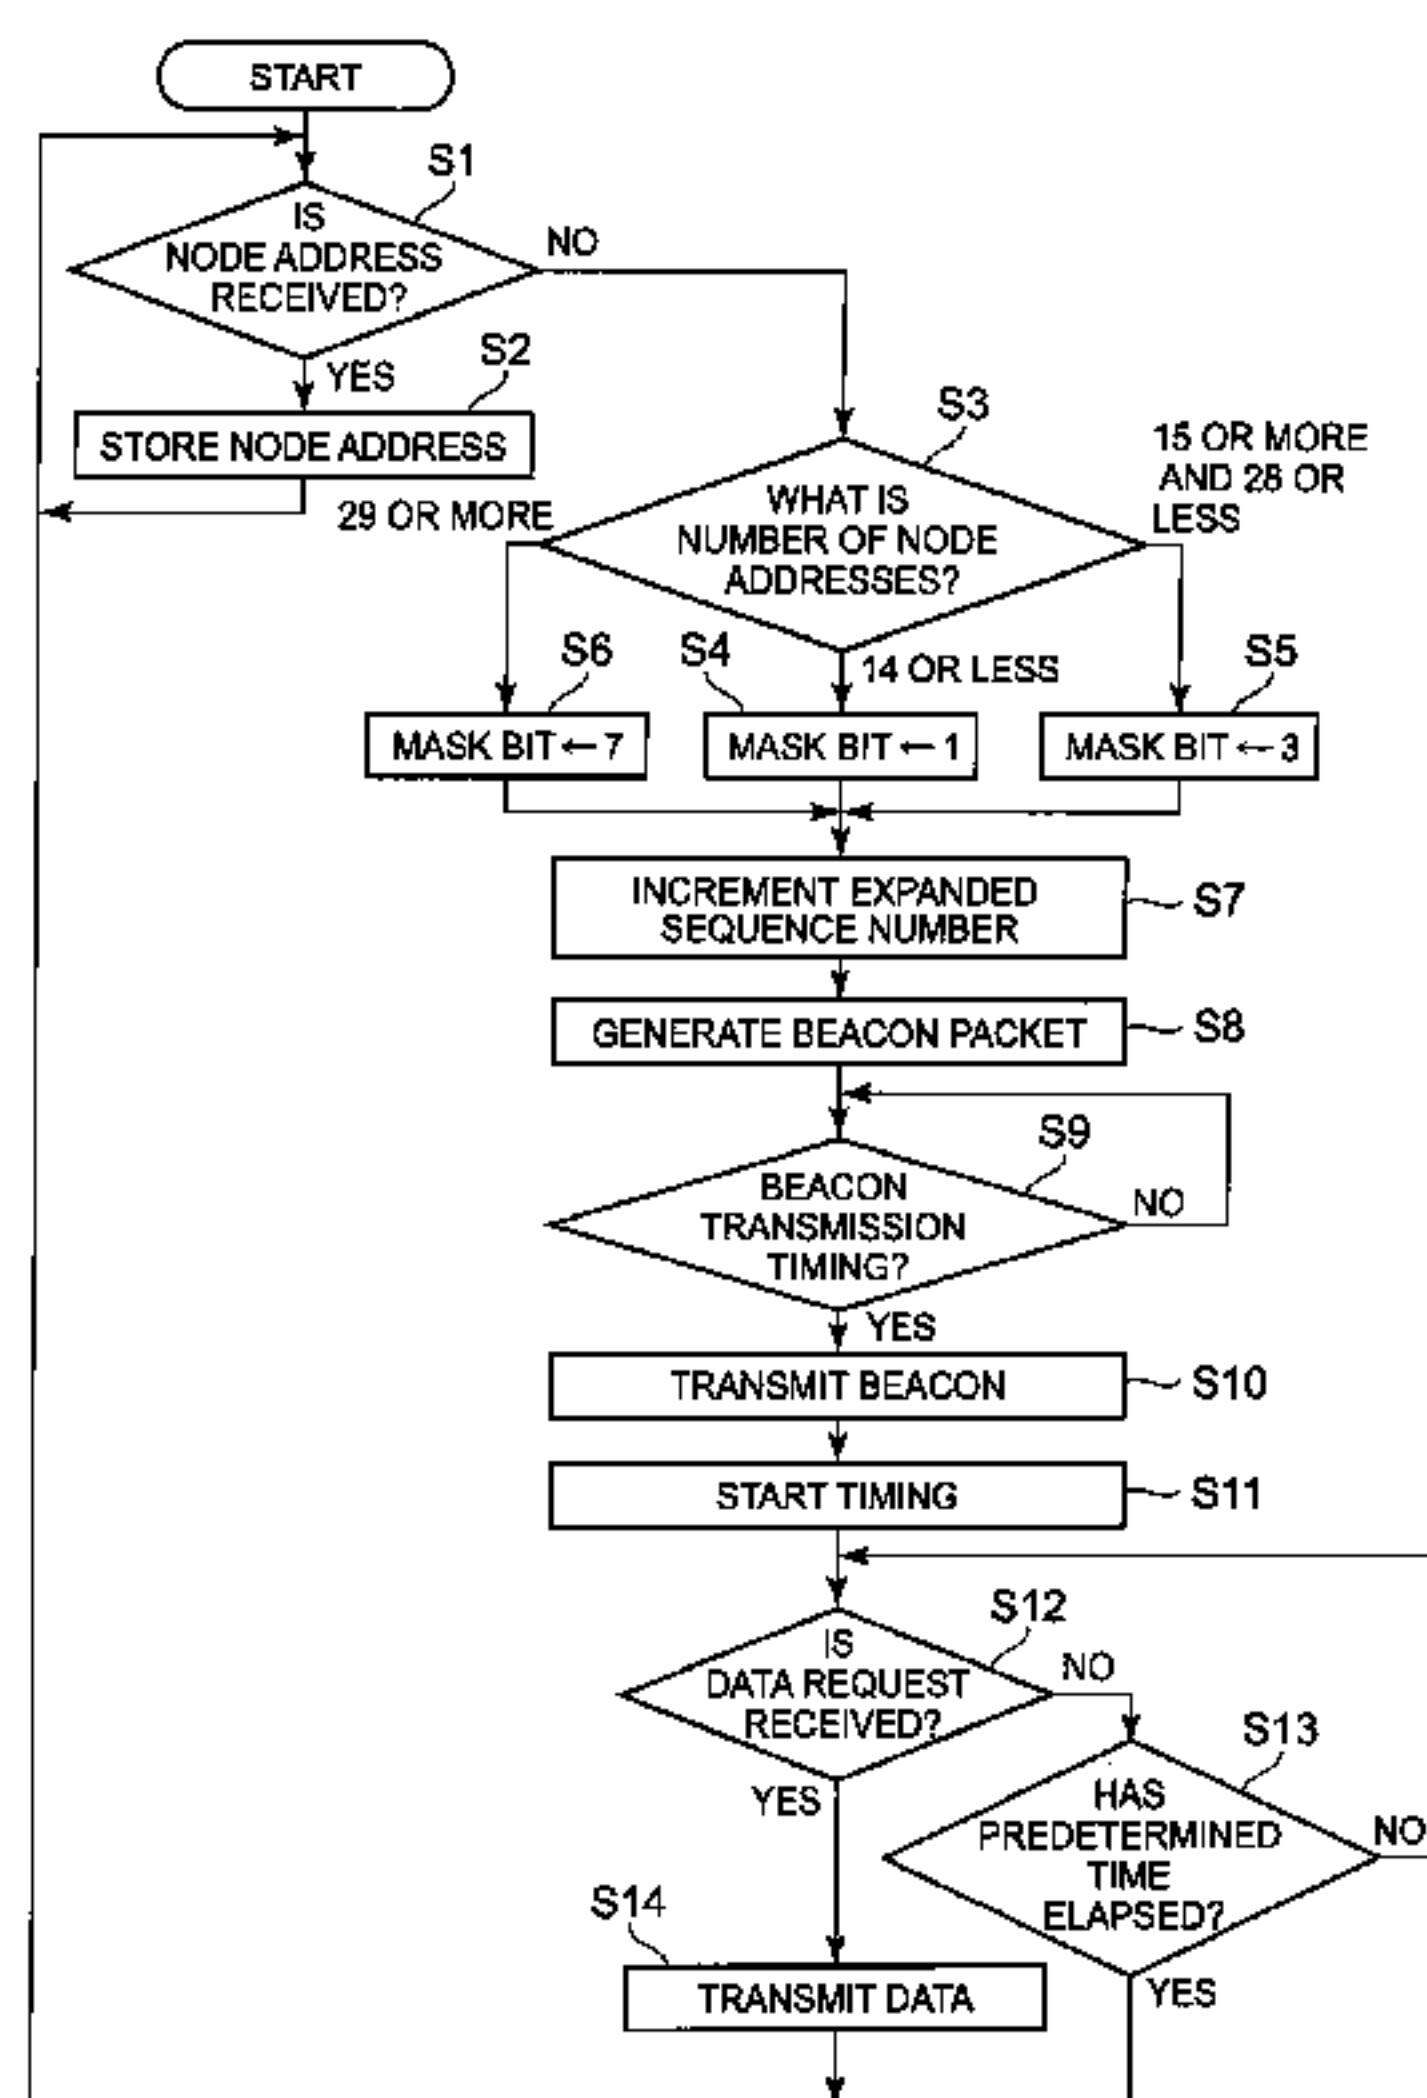 START
S1
IS
NODE ADDRESS
RECEIVED?
NO
YES
S2
STORE NODE ADDRESS
S3
WHAT IS
NUMBER OF NODE
ADDRESSES?
29 OR MORE
15 OR MORE
AND 28 OR
LESS
14 OR LESS
S6
MASK BIT ← 7
S4
MASK BIT ← 1
S5
MASK BIT ← 3
INCREMENT EXPANDED
SEQUENCE NUMBER
S7
GENERATE BEACON PACKET
S8
S9
BEACON
TRANSMISSION
TIMING?
NO
YES
TRANSMIT BEACON
S10
START TIMING
S11
S12
IS
DATA REQUEST
RECEIVED?
NO
YES
S13
HAS
PREDETERMINED
TIME
ELAPSED?
NO
YES
S14
TRANSMIT DATA